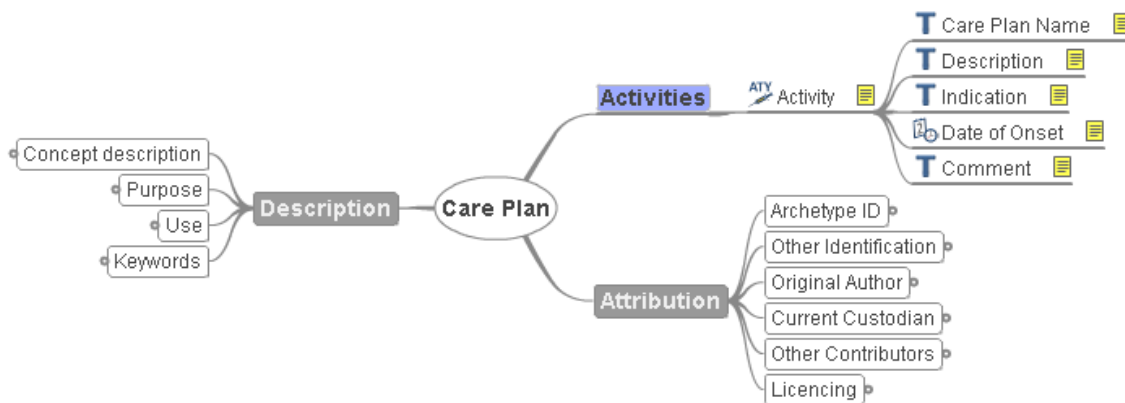 Care Plan
Description
Concept description
Purpose
Use
Keywords
Activities
ATY Activity
T Care Plan Name
T Description
T Indication
Date of Onset
T Comment
Attribution
Archetype ID
Other Identification
Original Author
Current Custodian
Other Contributors
Licencing